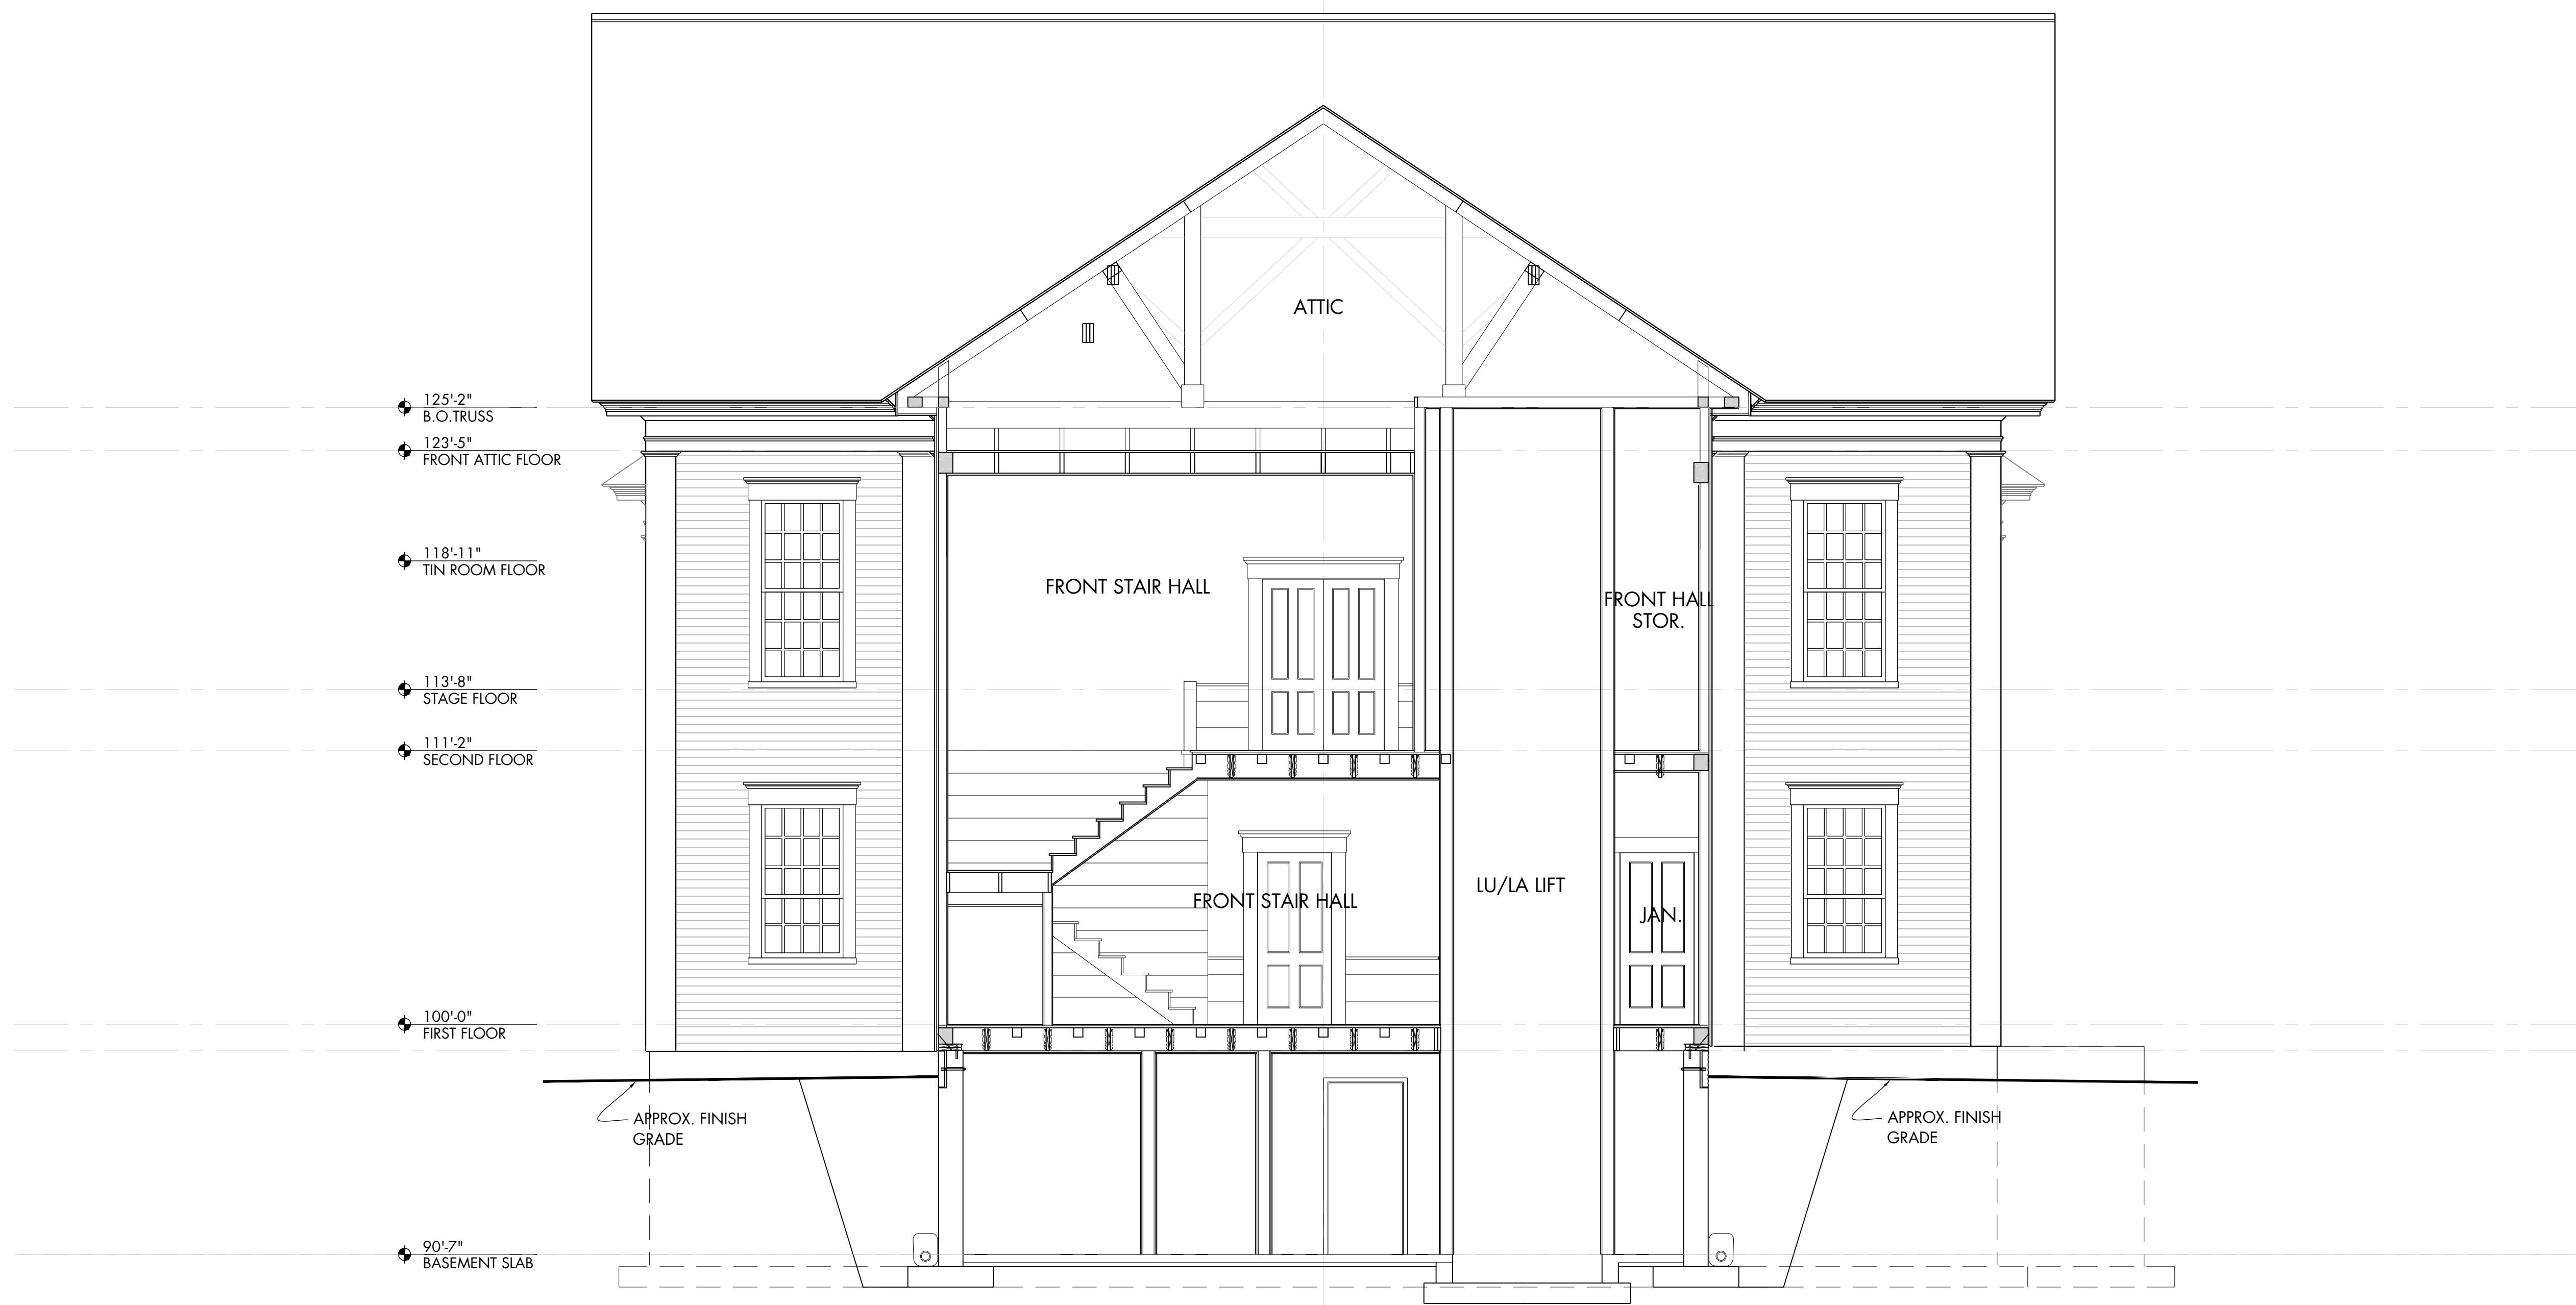 ATTIC
125'-2"
B.O.TRUSS
123'-5"
FRONT ATTIC FLOOR
118'-11"
TIN ROOM FLOOR
FRONT STAIR HALL
FRONT HALL
STOR.
113'-8"
STAGE FLOOR
111'-2"
SECOND FLOOR
FRONT STAIR HALL
LU/LA LIFT
JAN.
100'-0"
FIRST FLOOR
APPROX. FINISH
GRADE
APPROX. FINISH
GRADE
90'-7"
BASEMENT SLAB